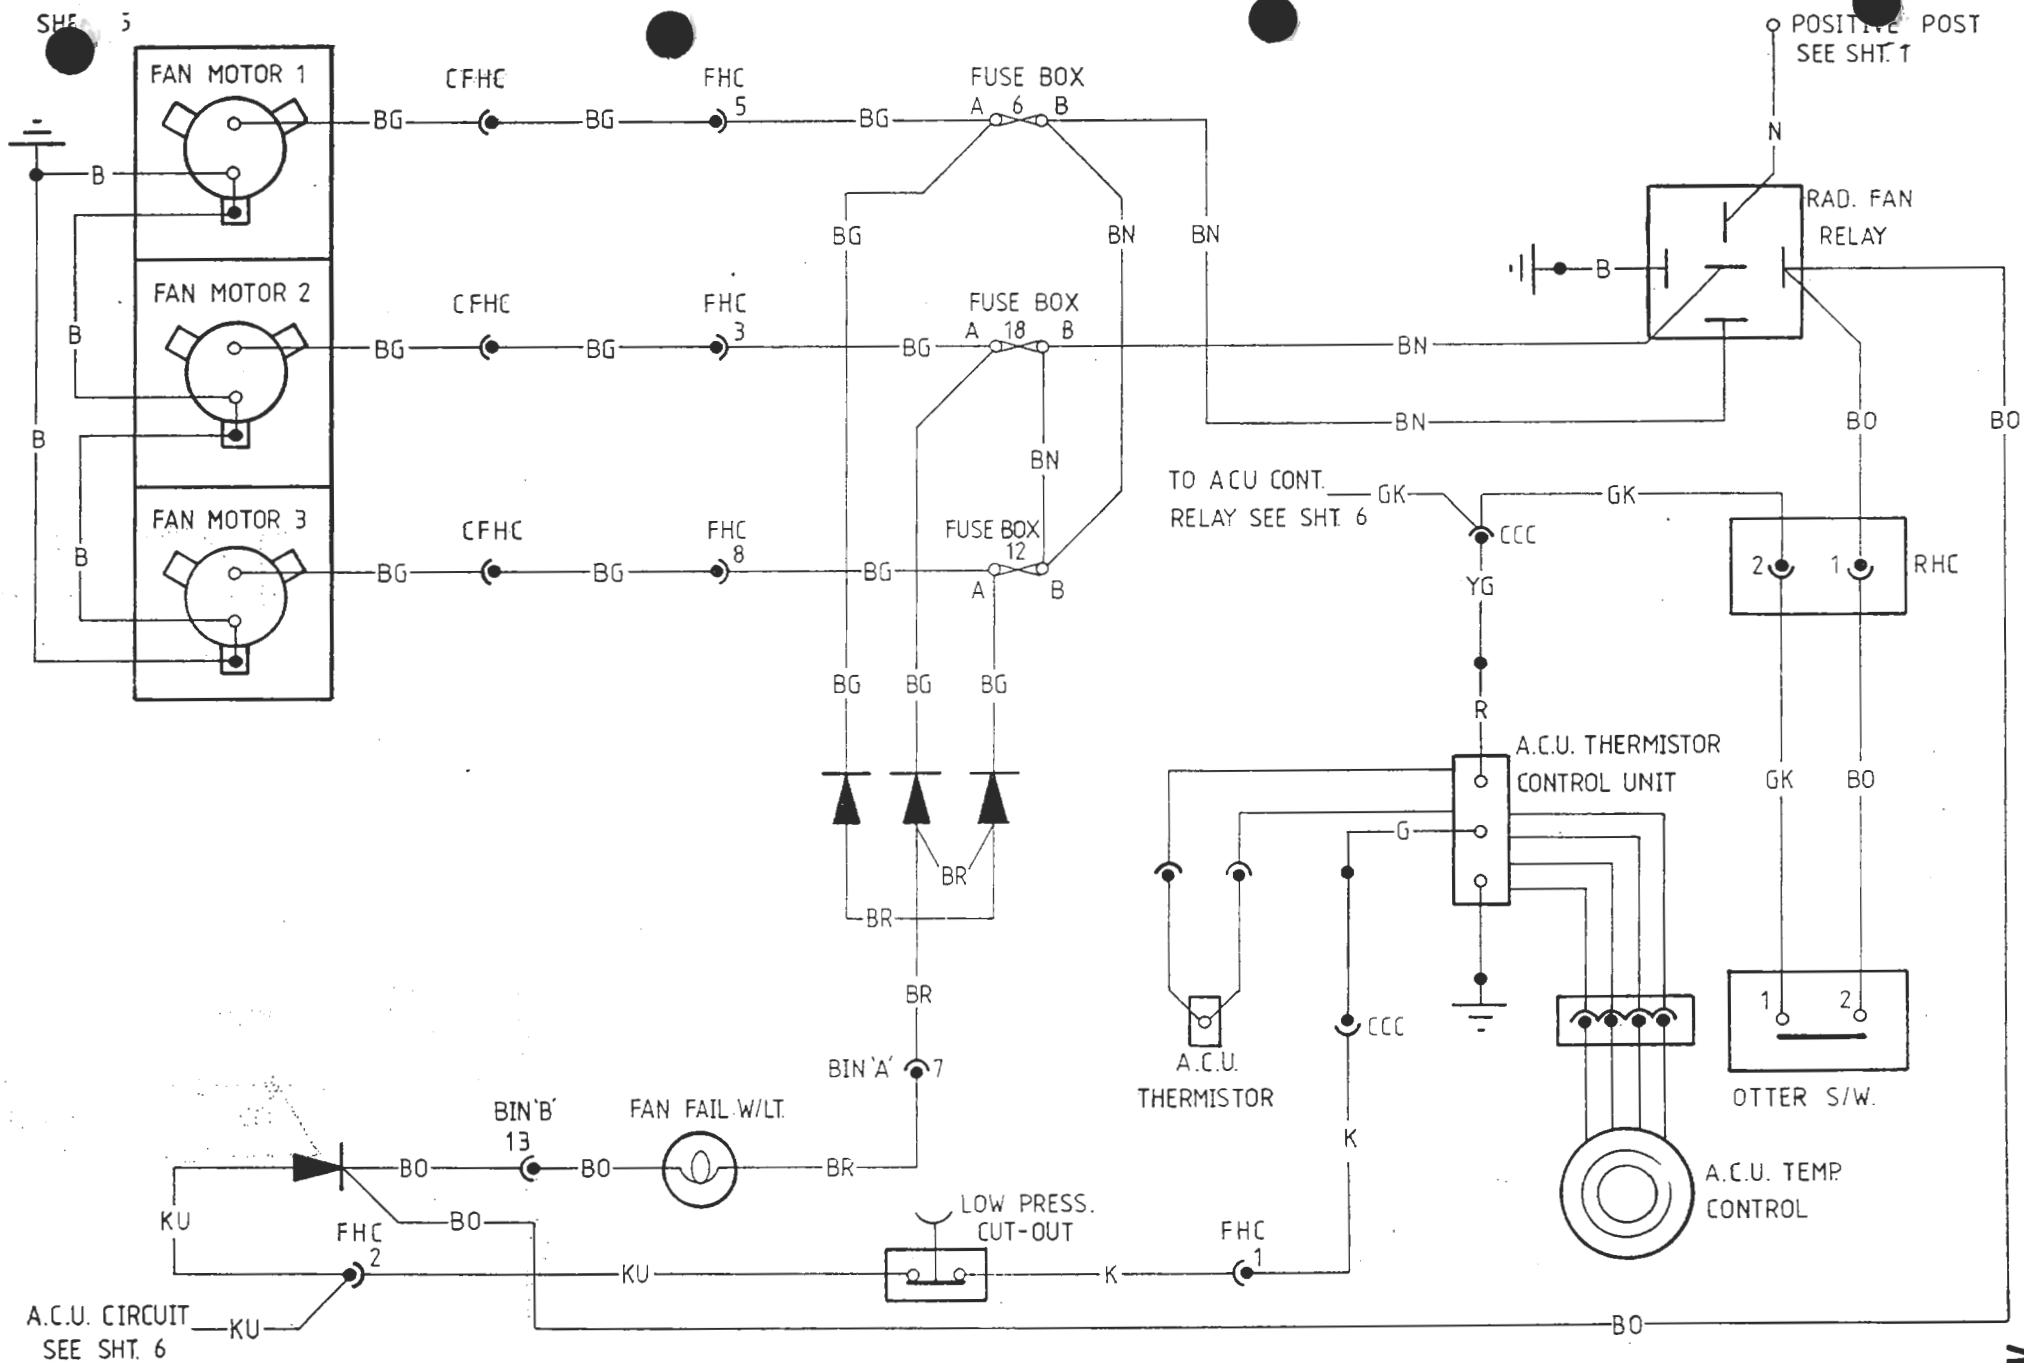 5
POSITIVE POST
SEE SHT. 1
FAN MOTOR 1
CFHC
FHC
5
FUSE BOX
A 6 B
BG
BG
BG
N
B
RAD. FAN
RELAY
BG
BN
BN
B
FAN MOTOR 2
CFHC
FHC
3
FUSE BOX
A 18 B
B
BG
BG
BG
BN
B
BN
BO
BO
BN
TO ACU CONT.
RELAY SEE SHT. 6
GK
GK
CCC
FAN MOTOR 3
CFHC
FHC
8
FUSE BOX
12
A B
B
BG
BG
BG
YG
2 1
RHC
BG
BG
BG
R
A.C.U. THERMISTOR
CONTROL UNIT
GK
BO
G
BR
BR
BR
1 2
CCC
BIN 'A'
7
A.C.U.
THERMISTOR
OTTER S/W.
BIN 'B'
13
FAN FAIL W/LT.
K
BO
BO
BR
A.C.U. TEMP.
CONTROL
KU
BO
FHC
2
LOW PRESS.
CUT-OUT
FHC
1
KU
K
A.C.U. CIRCUIT
SEE SHT. 6
KU
BO